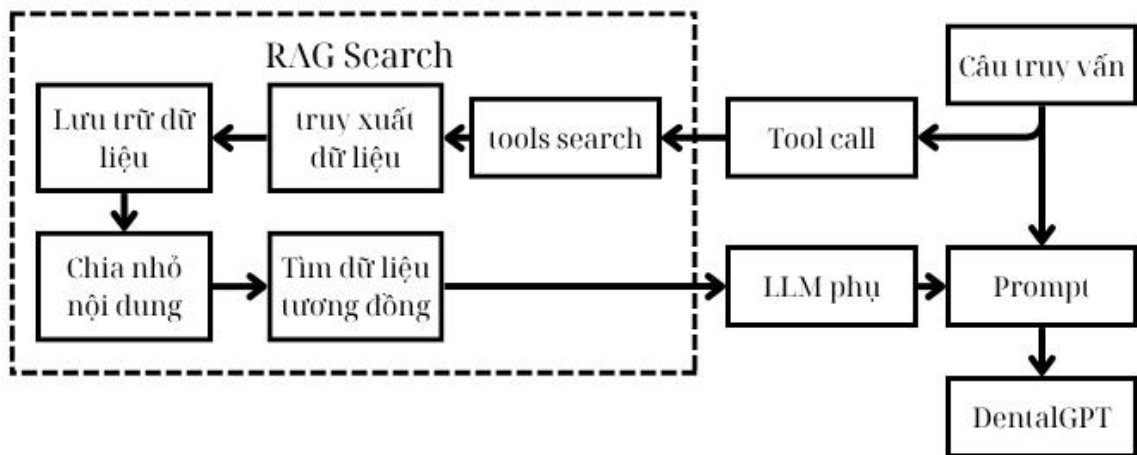 RAG Search
Câu truy vấn
Lưu trữ dữ
liệu
truy xuất
dữ liệu
tools search
Tool call
Chia nhỏ
nội dung
Tìm dữ liệu
tương đồng
LLM phụ
Prompt
DentalGPT